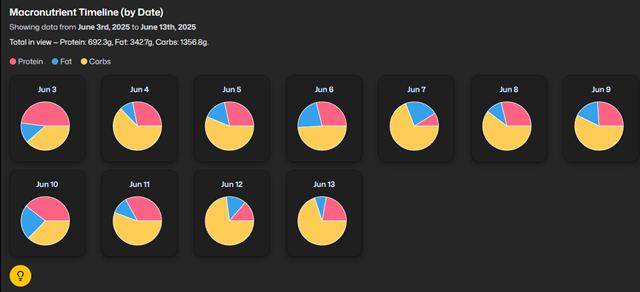 Macronutrient Timeline (by Date)
Showing data from June 3rd, 2025 to June 13th, 2025
Total in view – Protein: 692.3g, Fat: 342.7g, Carbs: 1356.8g.
Protein Fat Carbs
Jun 3 Jun 4 Jun 5 Jun 6 Jun 7 Jun 8 Jun 9
Jun 10 Jun 11 Jun 12 Jun 13